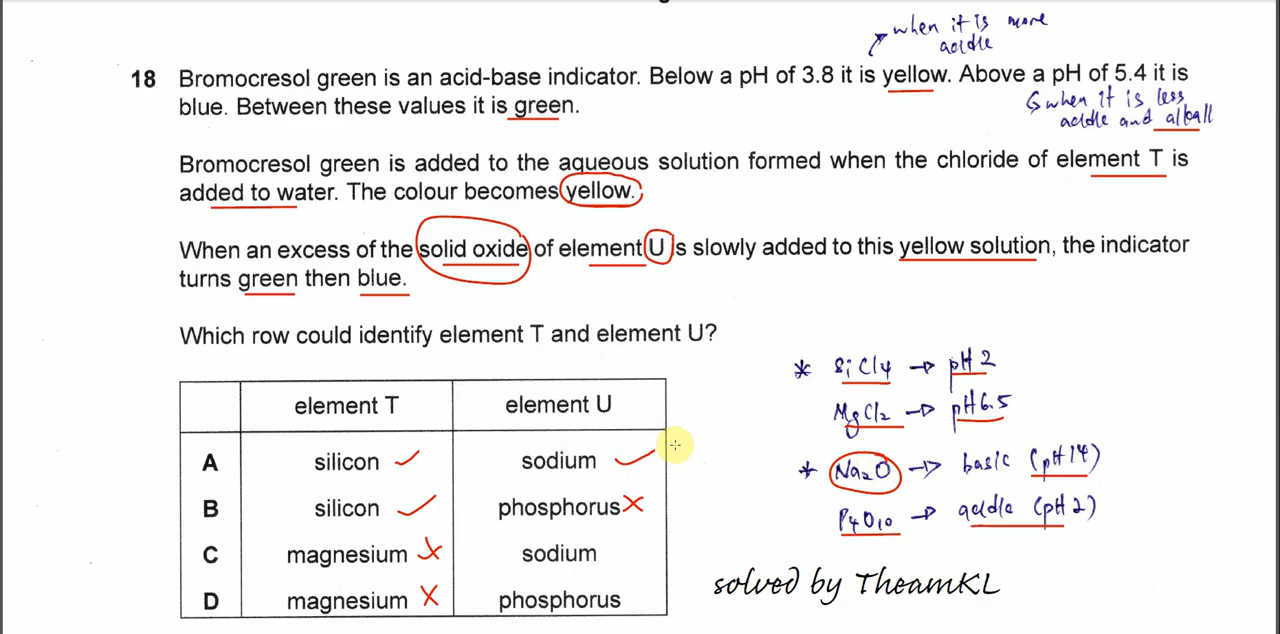 when it is more
acidic
18 Bromocresol green is an acid-base indicator. Below a pH of 3.8 it is yellow. Above a pH of 5.4 it is
blue. Between these values it is green.
when it is less
acidic and alkali
Bromocresol green is added to the aqueous solution formed when the chloride of element T is
added to water. The colour becomes yellow.
When an excess of the solid oxide of element U is slowly added to this yellow solution, the indicator
turns green then blue.
Which row could identify element T and element U?
* SiCl4 → pH 2
MgCl2 → pH 6.5
* Na2O → basic (pH 14)
P4O10 → acidic (pH 2)
element T element U
A silicon ✓ sodium ✓
B silicon ✓ phosphorus ✗
C magnesium ✗ sodium
D magnesium ✗ phosphorus
solved by TheamKL